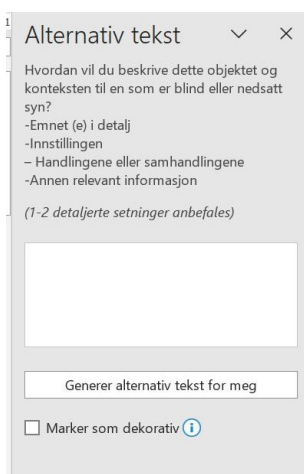 1
Alternativ tekst
Hvordan vil du beskrive dette objektet og
konteksten til en som er blind eller nedsatt
syn?
-Emnet (e) i detalj
-Innstillingen
– Handlingene eller samhandlingene
-Annen relevant informasjon
(1-2 detaljerte setninger anbefales)
Generer alternativ tekst for meg
Marker som dekorativ